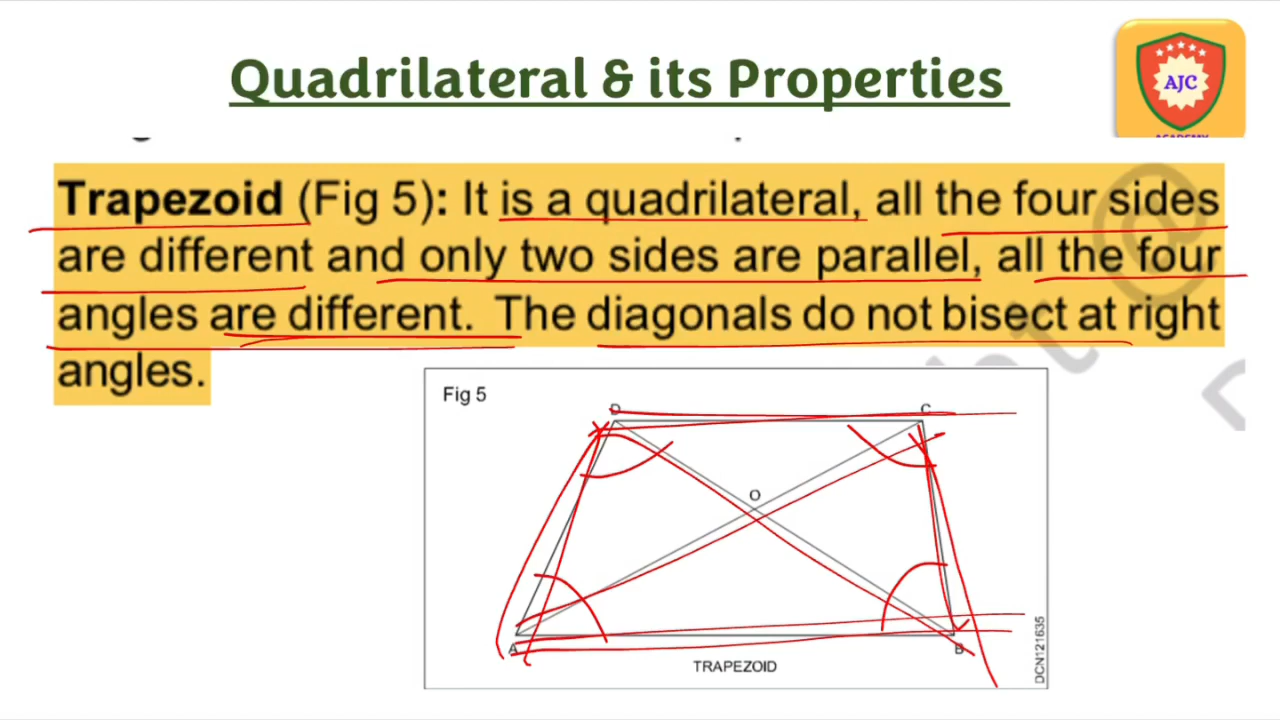 Quadrilateral & its Properties
AJC
ACADEMY
Trapezoid (Fig 5): It is a quadrilateral, all the four sides
are different and only two sides are parallel, all the four
angles are different. The diagonals do not bisect at right
angles.
Fig 5
D
C
O
A
B
TRAPEZOID
DCN121635